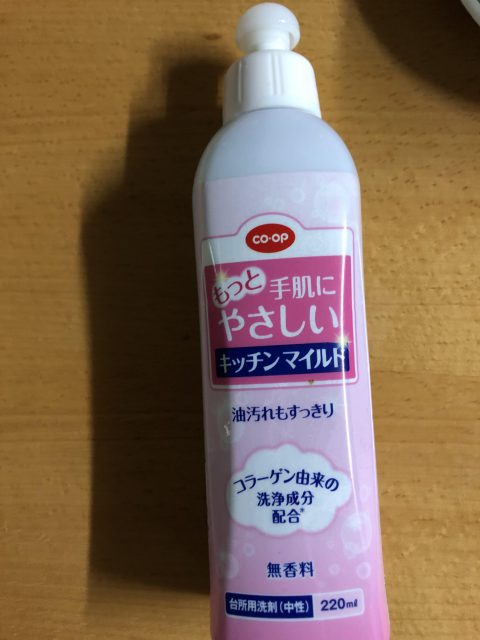 CO・OP
もっと手肌に
やさしい
キッチンマイルド
油汚れもすっきり
コラーゲン由来の
洗浄成分
配合*
無香料
台所用洗剤(中性) 220ml